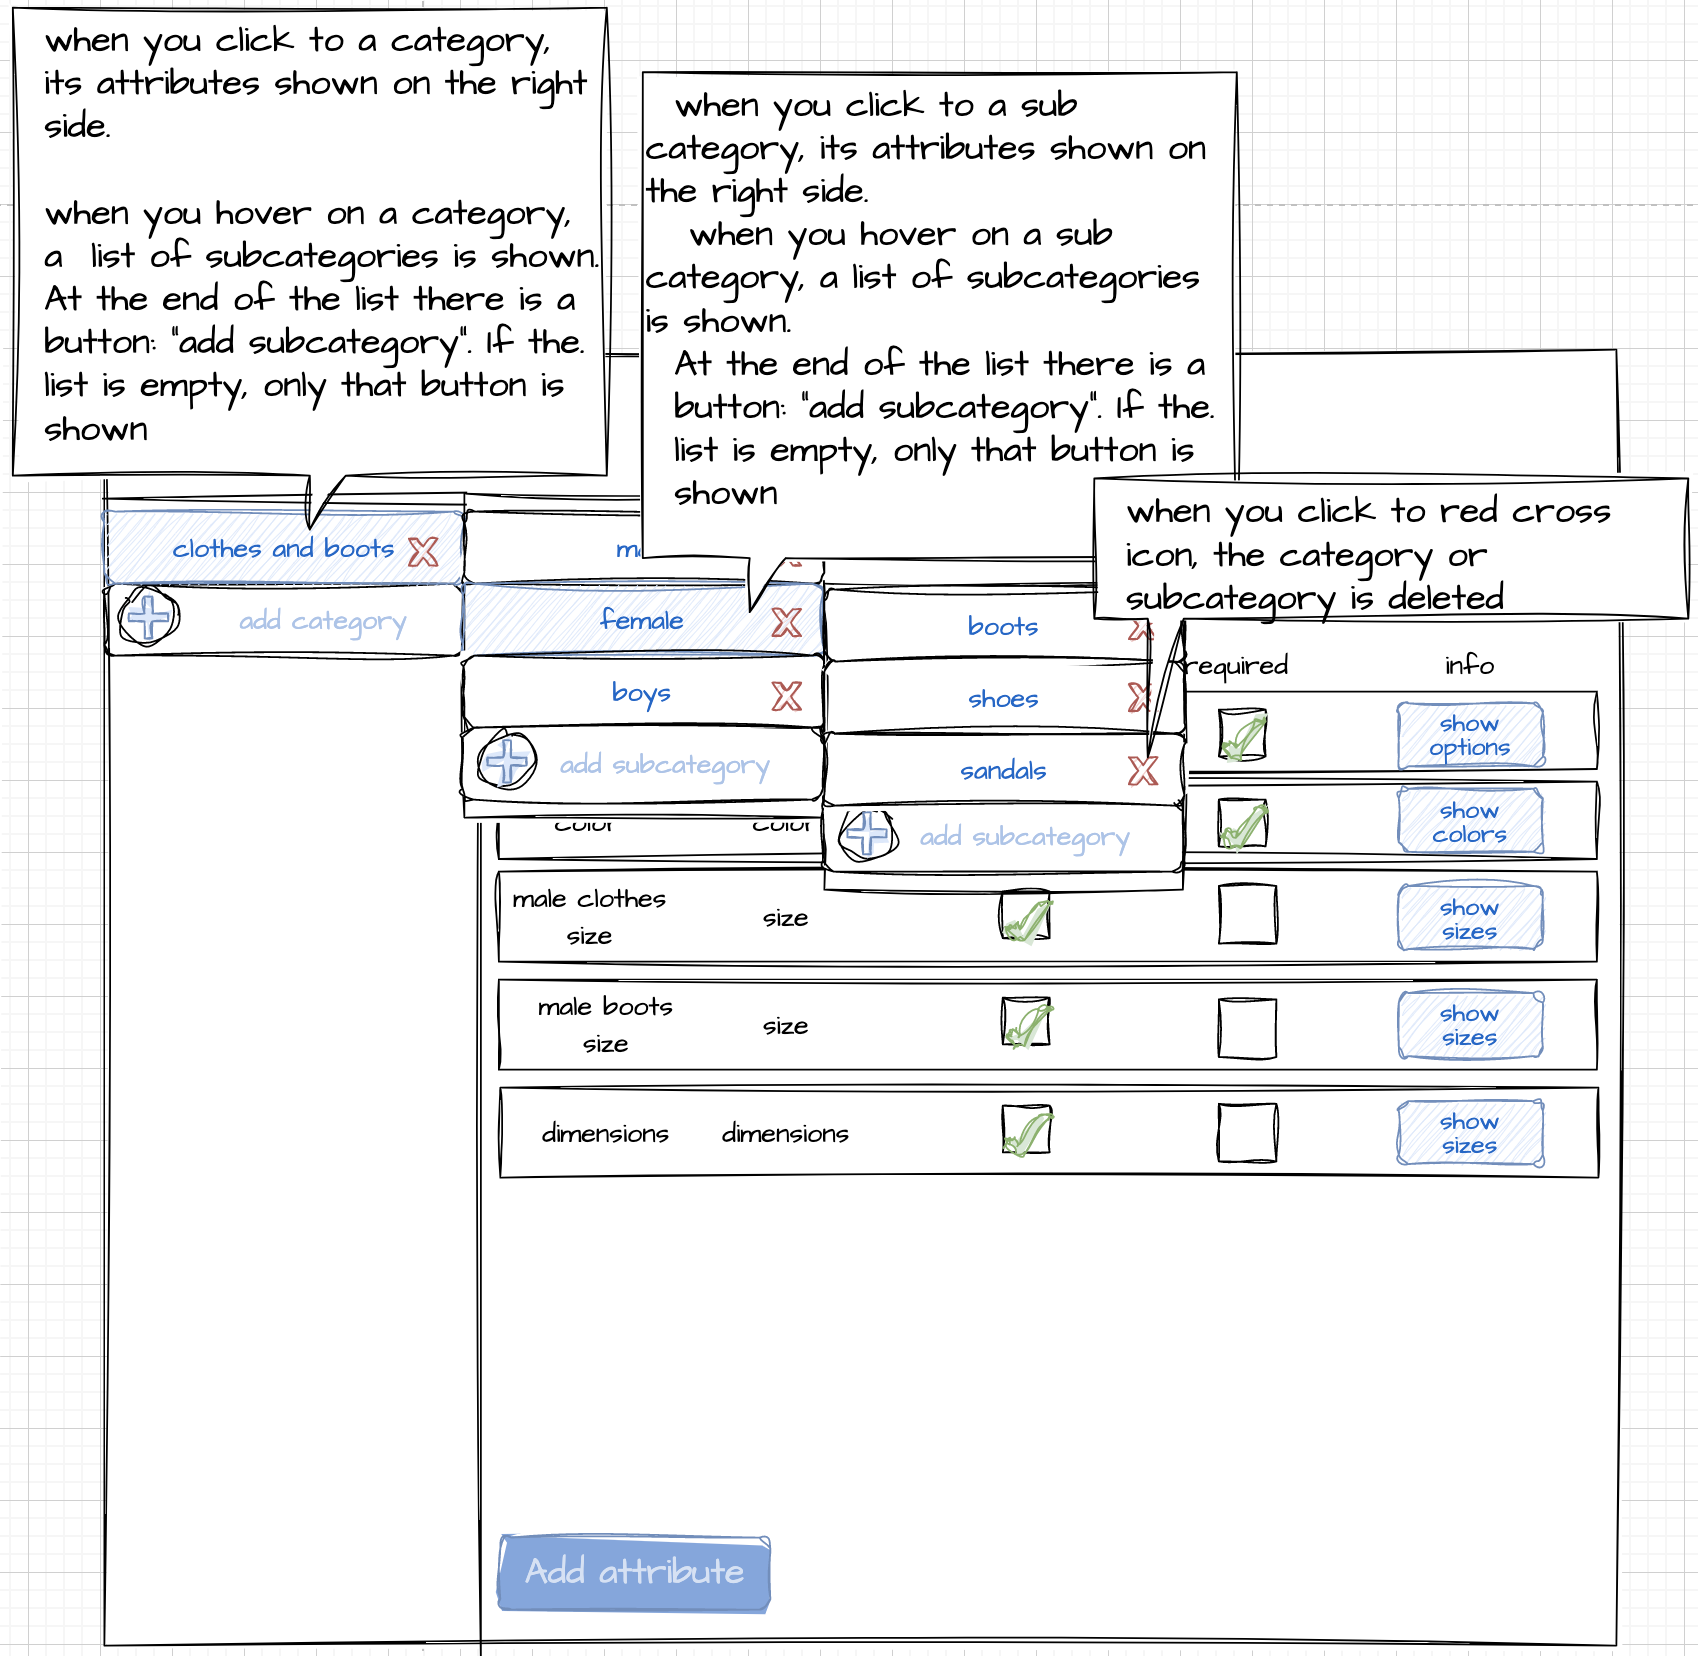 when you click to a category,
its attributes shown on the right
side.
when you hover on a category,
a list of subcategories is shown.
At the end of the list there is a
button: "add subcategory". If the.
list is empty, only that button is
shown
when you click to a sub
category, its attributes shown on
the right side.
when you hover on a sub
category, a list of subcategories
is shown.
At the end of the list there is a
button: "add subcategory". If the.
list is empty, only that button is
shown
when you click to red cross
icon, the category or
subcategory is deleted
clothes and boots
add category
female
boys
add subcategory
boots
shoes
sandals
add subcategory
required
info
show
options
color
color
show
colors
male clothes
size
size
show
sizes
male boots
size
size
show
sizes
dimensions
dimensions
show
sizes
Add attribute